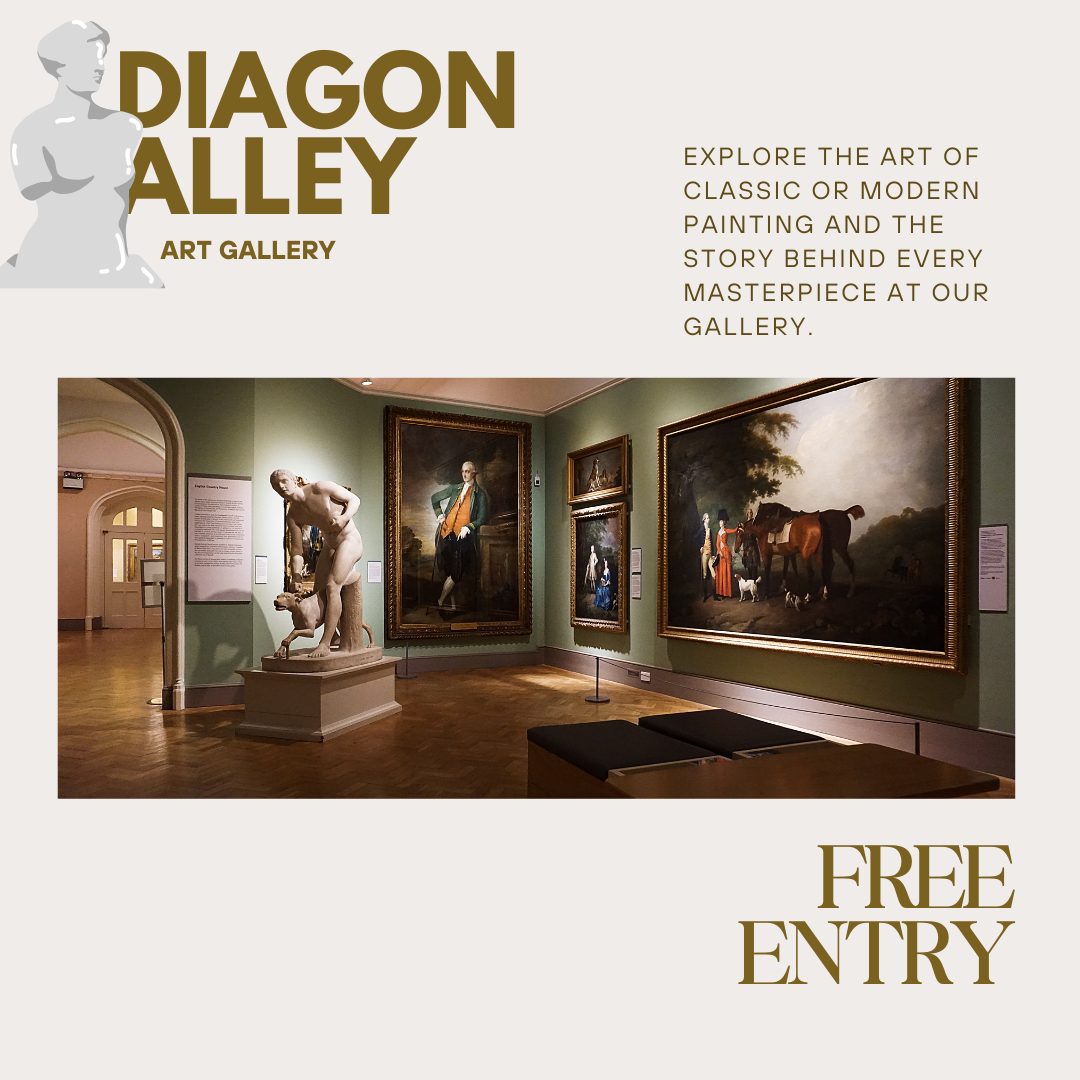 DIAGON
ALLEY
ART GALLERY
EXPLORE THE ART OF
CLASSIC OR MODERN
PAINTING AND THE
STORY BEHIND EVERY
MASTERPIECE AT OUR
GALLERY.
FREE
ENTRY